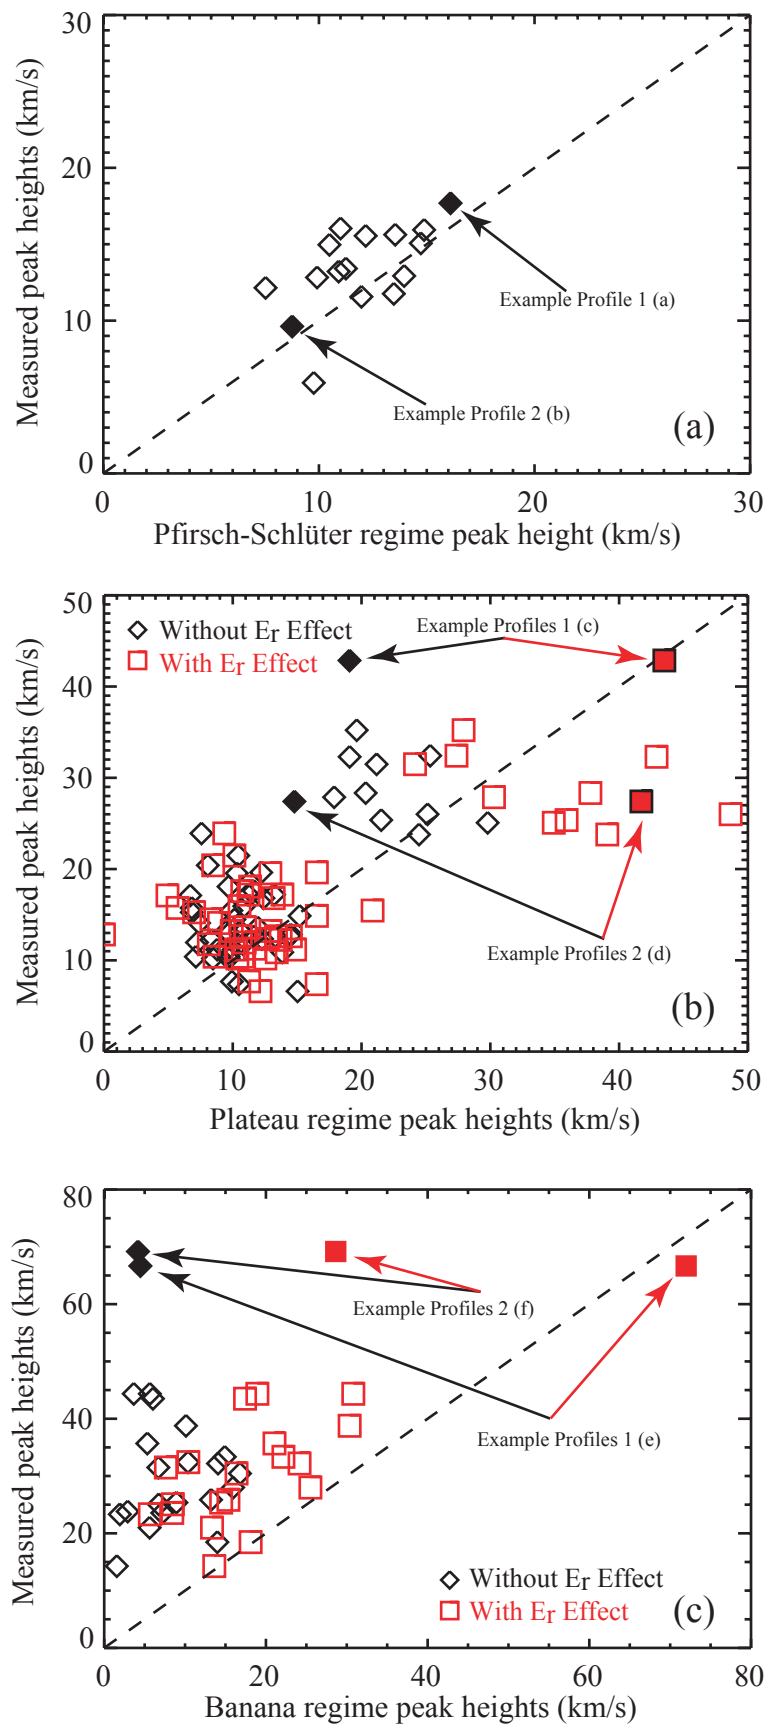 30
20
10
0
Measured peak heights (km/s)
Example Profile 1 (a)
Example Profile 2 (b)
(a)
0
10
20
30
Pfirsch-Schlüter regime peak height (km/s)
50
40
30
20
10
0
Measured peak heights (km/s)
Without Er Effect
With Er Effect
Example Profiles 1 (c)
Example Profiles 2 (d)
(b)
0
10
20
30
40
50
Plateau regime peak heights (km/s)
80
60
40
20
0
Measured peak heights (km/s)
Example Profiles 2 (f)
Example Profiles 1 (e)
Without Er Effect
With Er Effect
(c)
0
20
40
60
80
Banana regime peak heights (km/s)